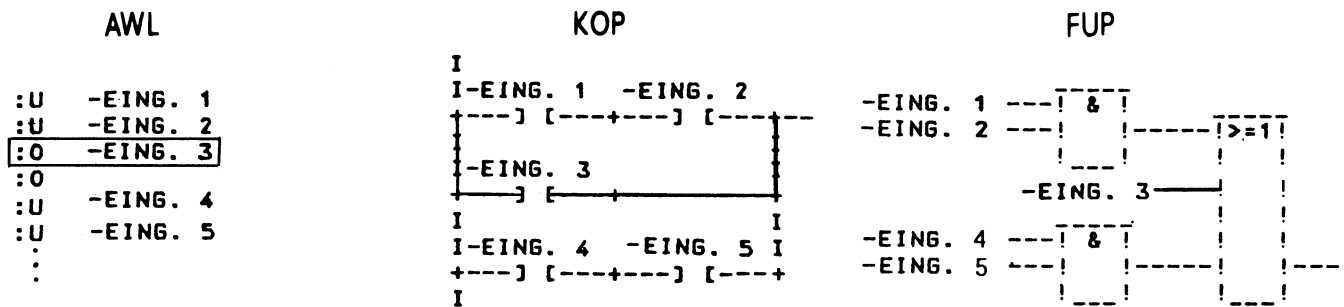 AWL
:U -EING. 1
:U -EING. 2
:O -EING. 3
:O
:U -EING. 4
:U -EING. 5
.
.
.
KOP
I
I-EING. 1 -EING. 2
+---] [---+---] [---+---
I-EING. 3
---] [---+---
I I
I-EING. 4 -EING. 5 I
+---] [---+---] [---+
I
FUP
-EING. 1 ---! & !
-EING. 2 ---! !------!>=1!
-EING. 3
-EING. 4 ---! & !
-EING. 5 ---! !------! !---